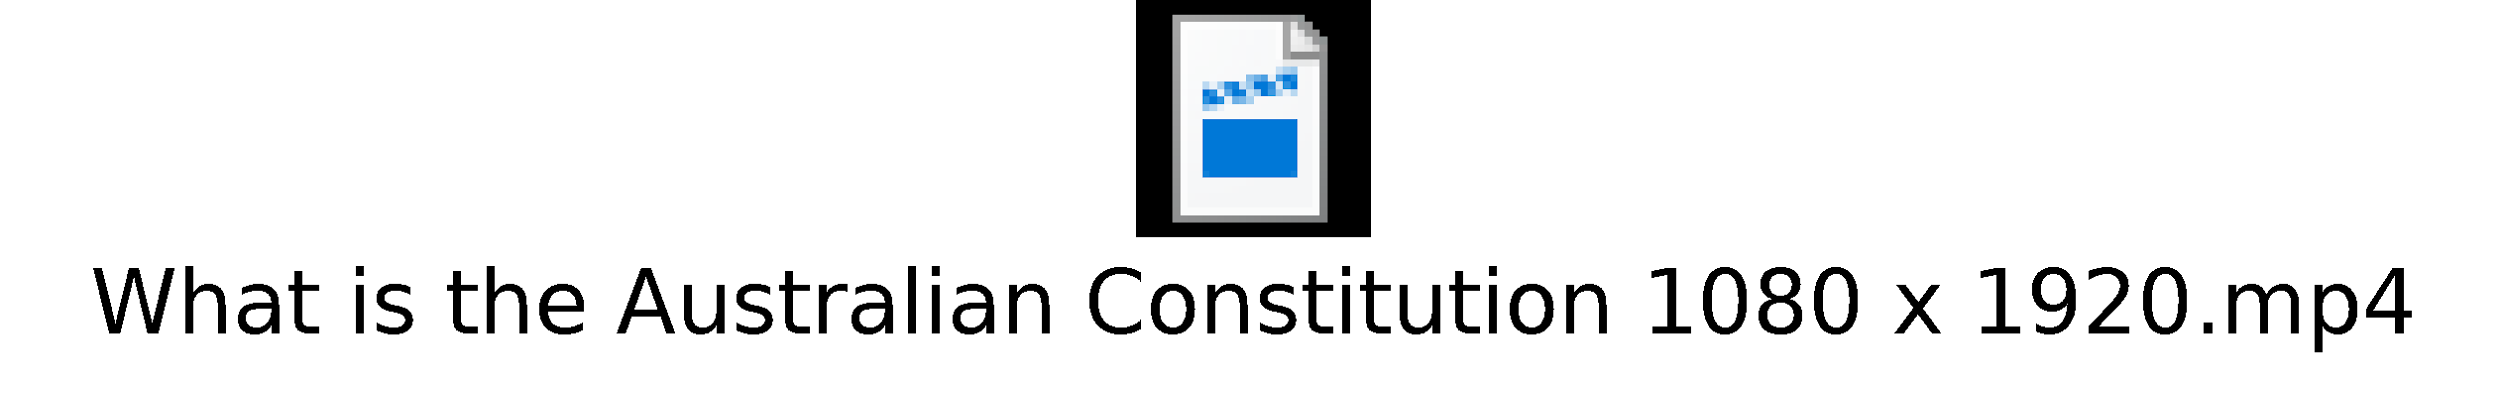 What is the Australian Constitution 1080 x 1920.mp4